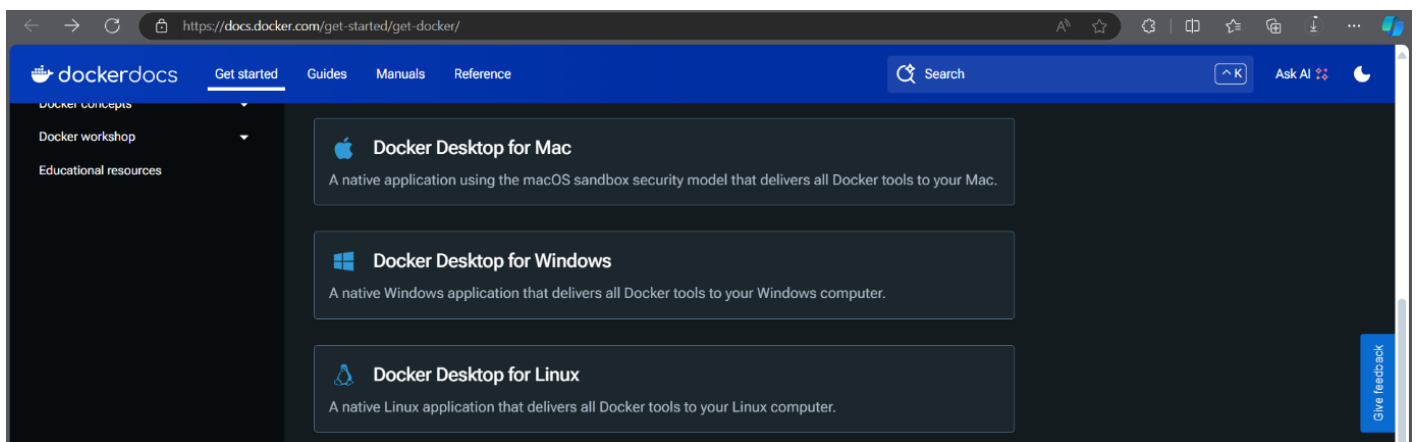 https://docs.docker.com/get-started/get-docker/
dockerdocs
Get started
Guides
Manuals
Reference
Search
^ K
Ask AI
Docker concepts
Docker workshop
Educational resources
Docker Desktop for Mac
A native application using the macOS sandbox security model that delivers all Docker tools to your Mac.
Docker Desktop for Windows
A native Windows application that delivers all Docker tools to your Windows computer.
Docker Desktop for Linux
A native Linux application that delivers all Docker tools to your Linux computer.
Give feedback